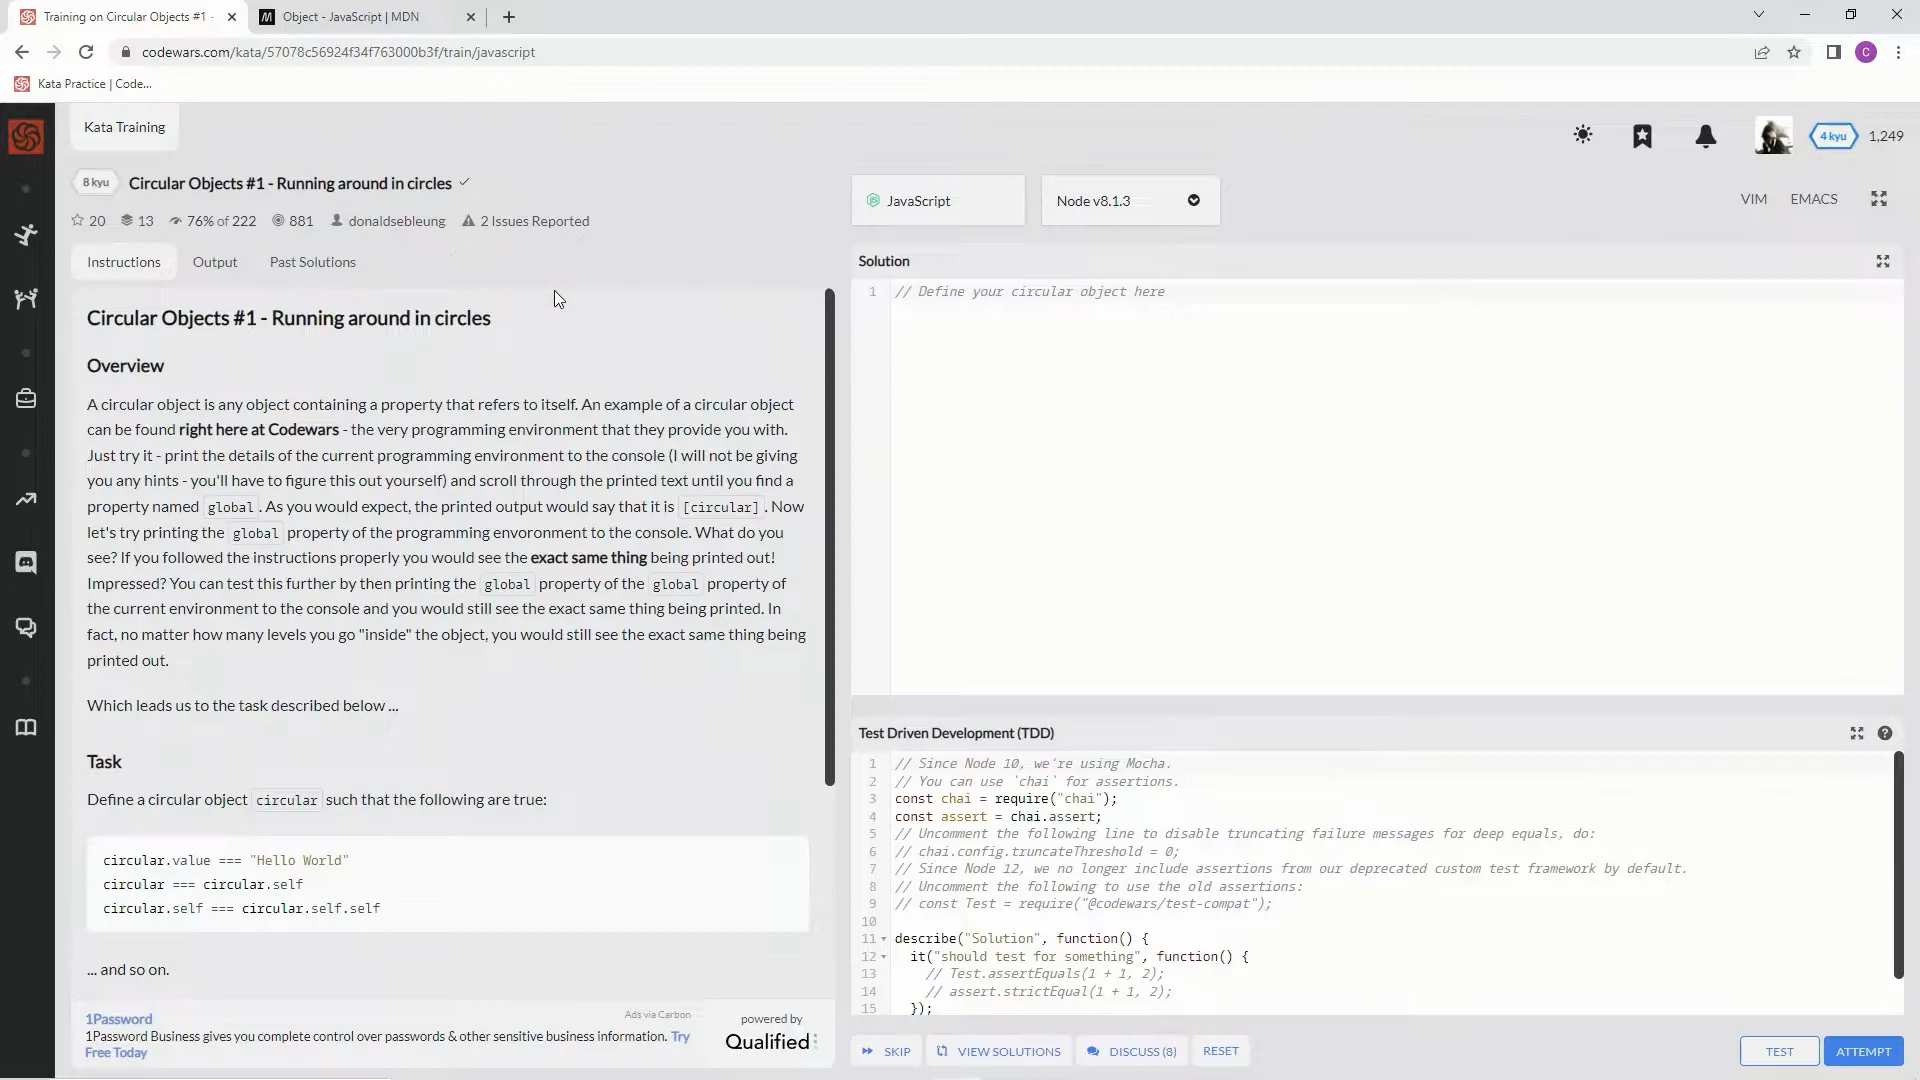 Training on Circular Objects #1 -
Object - JavaScript | MDN
codewars.com/kata/57078c56924f34f763000b3f/train/javascript
C
Kata Practice | Code...
Kata Training
4 kyu
1,249
8 kyu
Circular Objects #1 - Running around in circles
20
13
76% of 222
881
donaldsebleung
2 Issues Reported
JavaScript
Node v8.1.3
VIM
EMACS
Instructions
Output
Past Solutions
Circular Objects #1 - Running around in circles
Overview
A circular object is any object containing a property that refers to itself. An example of a circular object
can be found right here at Codewars - the very programming environment that they provide you with.
Just try it - print the details of the current programming environment to the console (I will not be giving
you any hints - you'll have to figure this out yourself) and scroll through the printed text until you find a
property named global. As you would expect, the printed output would say that it is [circular]. Now
let's try printing the global property of the programming envoronment to the console. What do you
see? If you followed the instructions properly you would see the exact same thing being printed out!
Impressed? You can test this further by then printing the global property of the global property of
the current environment to the console and you would still see the exact same thing being printed. In
fact, no matter how many levels you go "inside" the object, you would still see the exact same thing being
printed out.
Which leads us to the task described below ...
Task
Define a circular object circular such that the following are true:
circular.value === "Hello World"
circular === circular.self
circular.self === circular.self.self
... and so on.
1Password
Ads via Carbon
1Password Business gives you complete control over passwords & other sensitive business information. Try
Free Today
powered by
Qualified
Solution
1 // Define your circular object here
Test Driven Development (TDD)
?
1 // Since Node 10, we're using Mocha.
2 // You can use `chai` for assertions.
3 const chai = require("chai");
4 const assert = chai.assert;
5 // Uncomment the following line to disable truncating failure messages for deep equals, do:
6 // chai.config.truncateThreshold = 0;
7 // Since Node 12, we no longer include assertions from our deprecated custom test framework by default.
8 // Uncomment the following to use the old assertions:
9 // const Test = require("@codewars/test-compat");
10
11 describe("Solution", function() {
12 it("should test for something", function() {
13 // Test.assertEquals(1 + 1, 2);
14 // assert.strictEqual(1 + 1, 2);
15 });
SKIP
VIEW SOLUTIONS
DISCUSS (8)
RESET
TEST
ATTEMPT